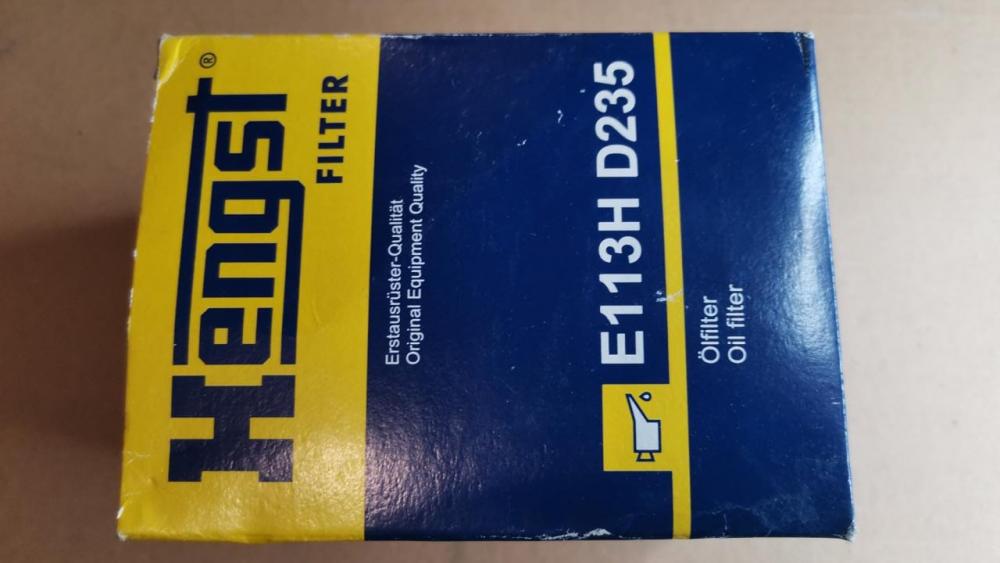 Hengst®
FILTER
Erstausrüster-Qualität
Original Equipment Quality
E113H D235
Ölfilter
Oil filter